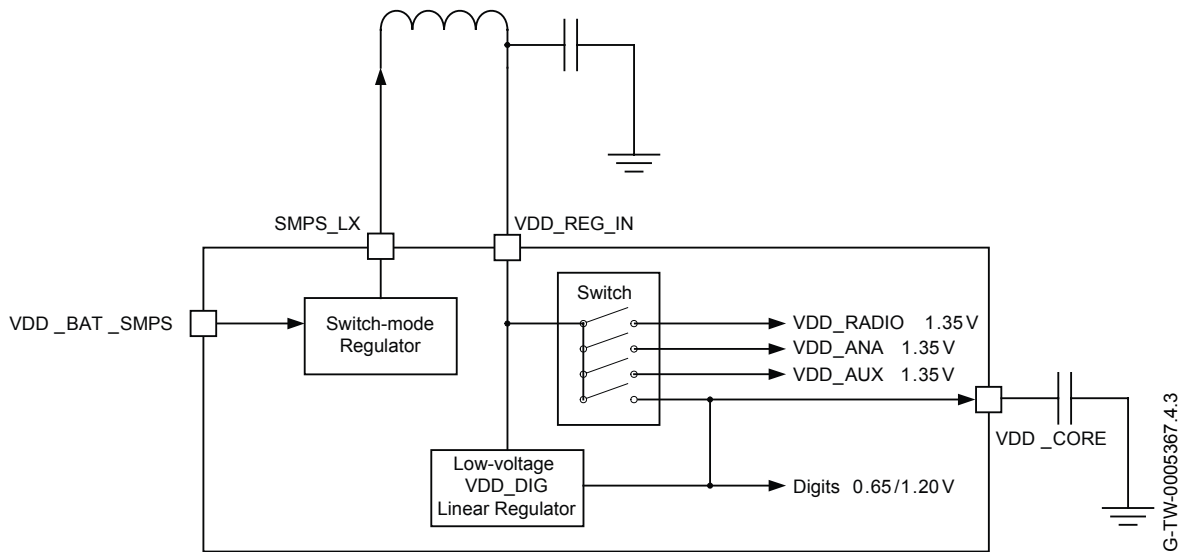 SMPS_LX
VDD_REG_IN
VDD _BAT _SMPS
Switch-mode
Regulator
Switch
VDD_RADIO 1.35 V
VDD_ANA 1.35 V
VDD_AUX 1.35 V
VDD _CORE
Low-voltage
VDD_DIG
Linear Regulator
Digits 0.65/1.20 V
G-TW-0005367.4.3